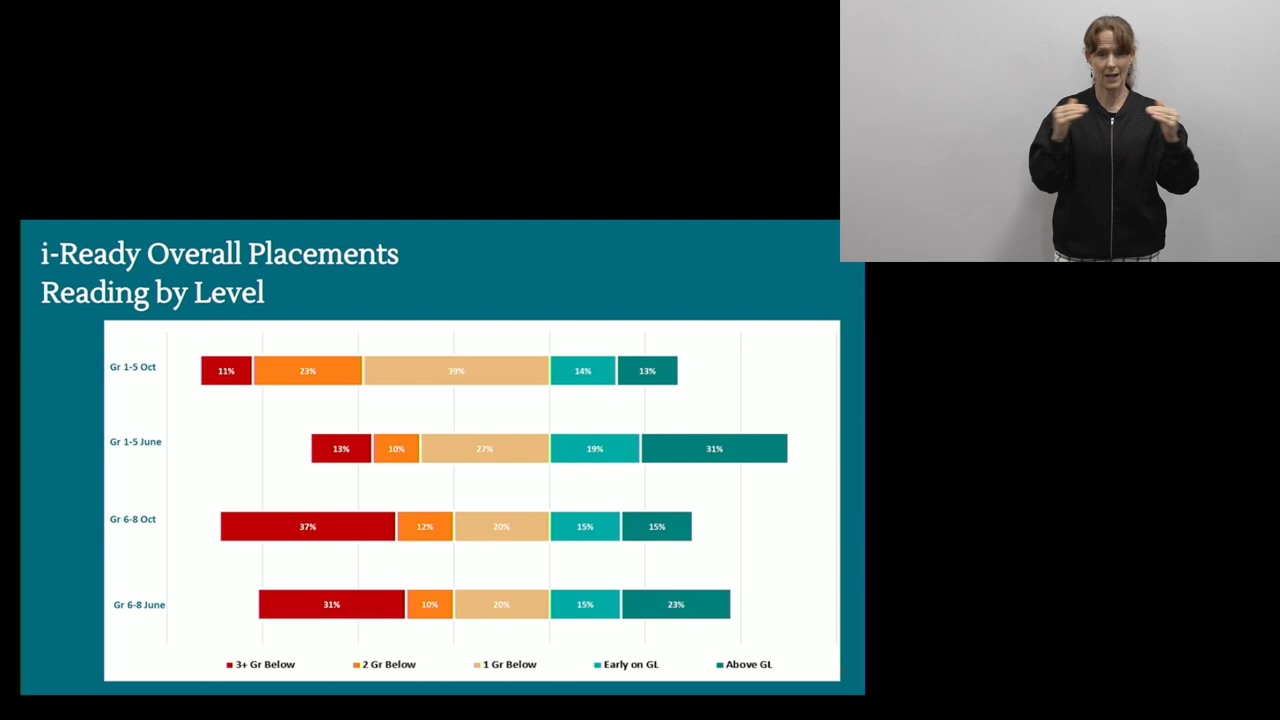 i-Ready Overall Placements
Reading by Level
Gr 1-5 Oct 11% 23% 39% 14% 13%
Gr 1-5 June 13% 10% 27% 19% 31%
Gr 6-8 Oct 37% 12% 20% 15% 15%
Gr 6-8 June 31% 10% 20% 15% 23%
3+ Gr Below 2 Gr Below 1 Gr Below Early on GL Above GL